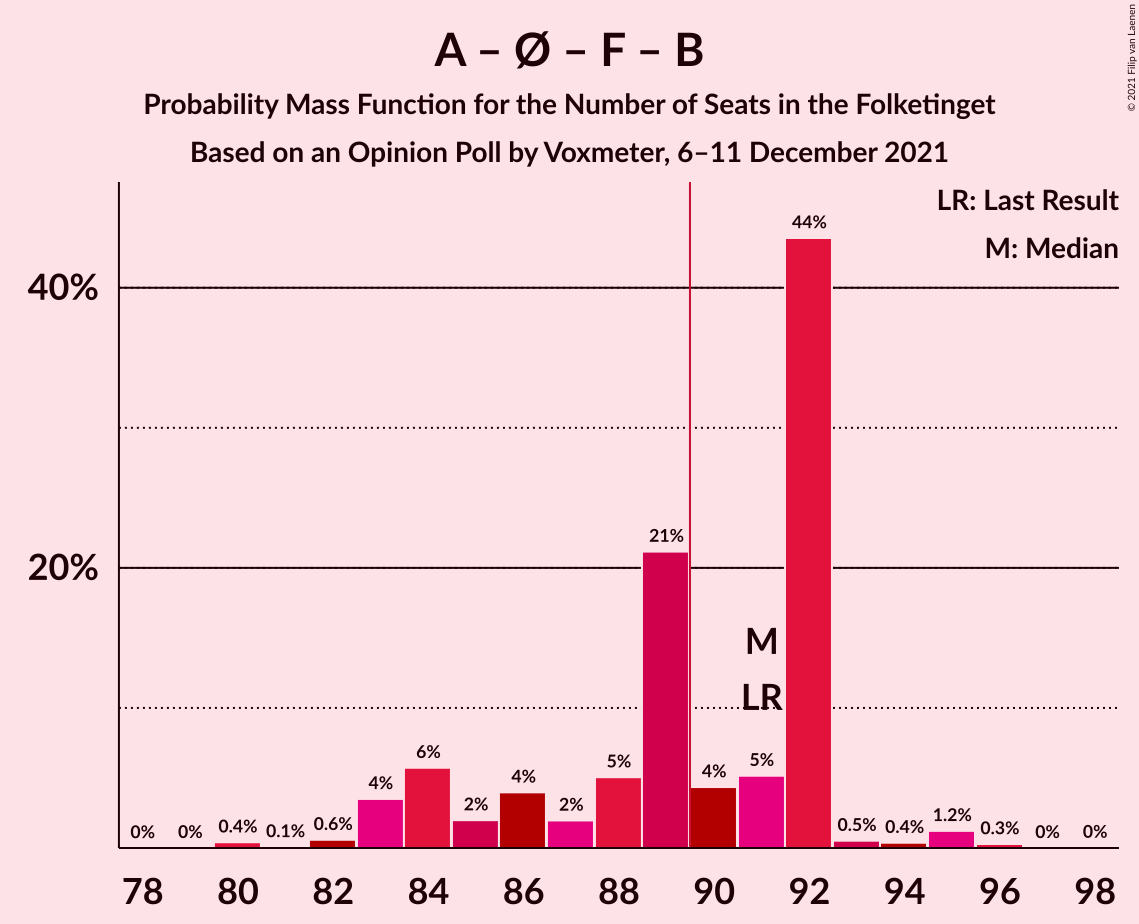 A – Ø – F – B
Probability Mass Function for the Number of Seats in the Folketinget
Based on an Opinion Poll by Voxmeter, 6–11 December 2021
© 2021 Filip van Laenen
LR: Last Result
M: Median
40%
20%
0%
0%
0.4%
0.1%
0.6%
4%
6%
2%
4%
2%
5%
21%
4%
5%
44%
0.5%
0.4%
1.2%
0.3%
0%
0%
M
LR
78 80 82 84 86 88 90 92 94 96 98